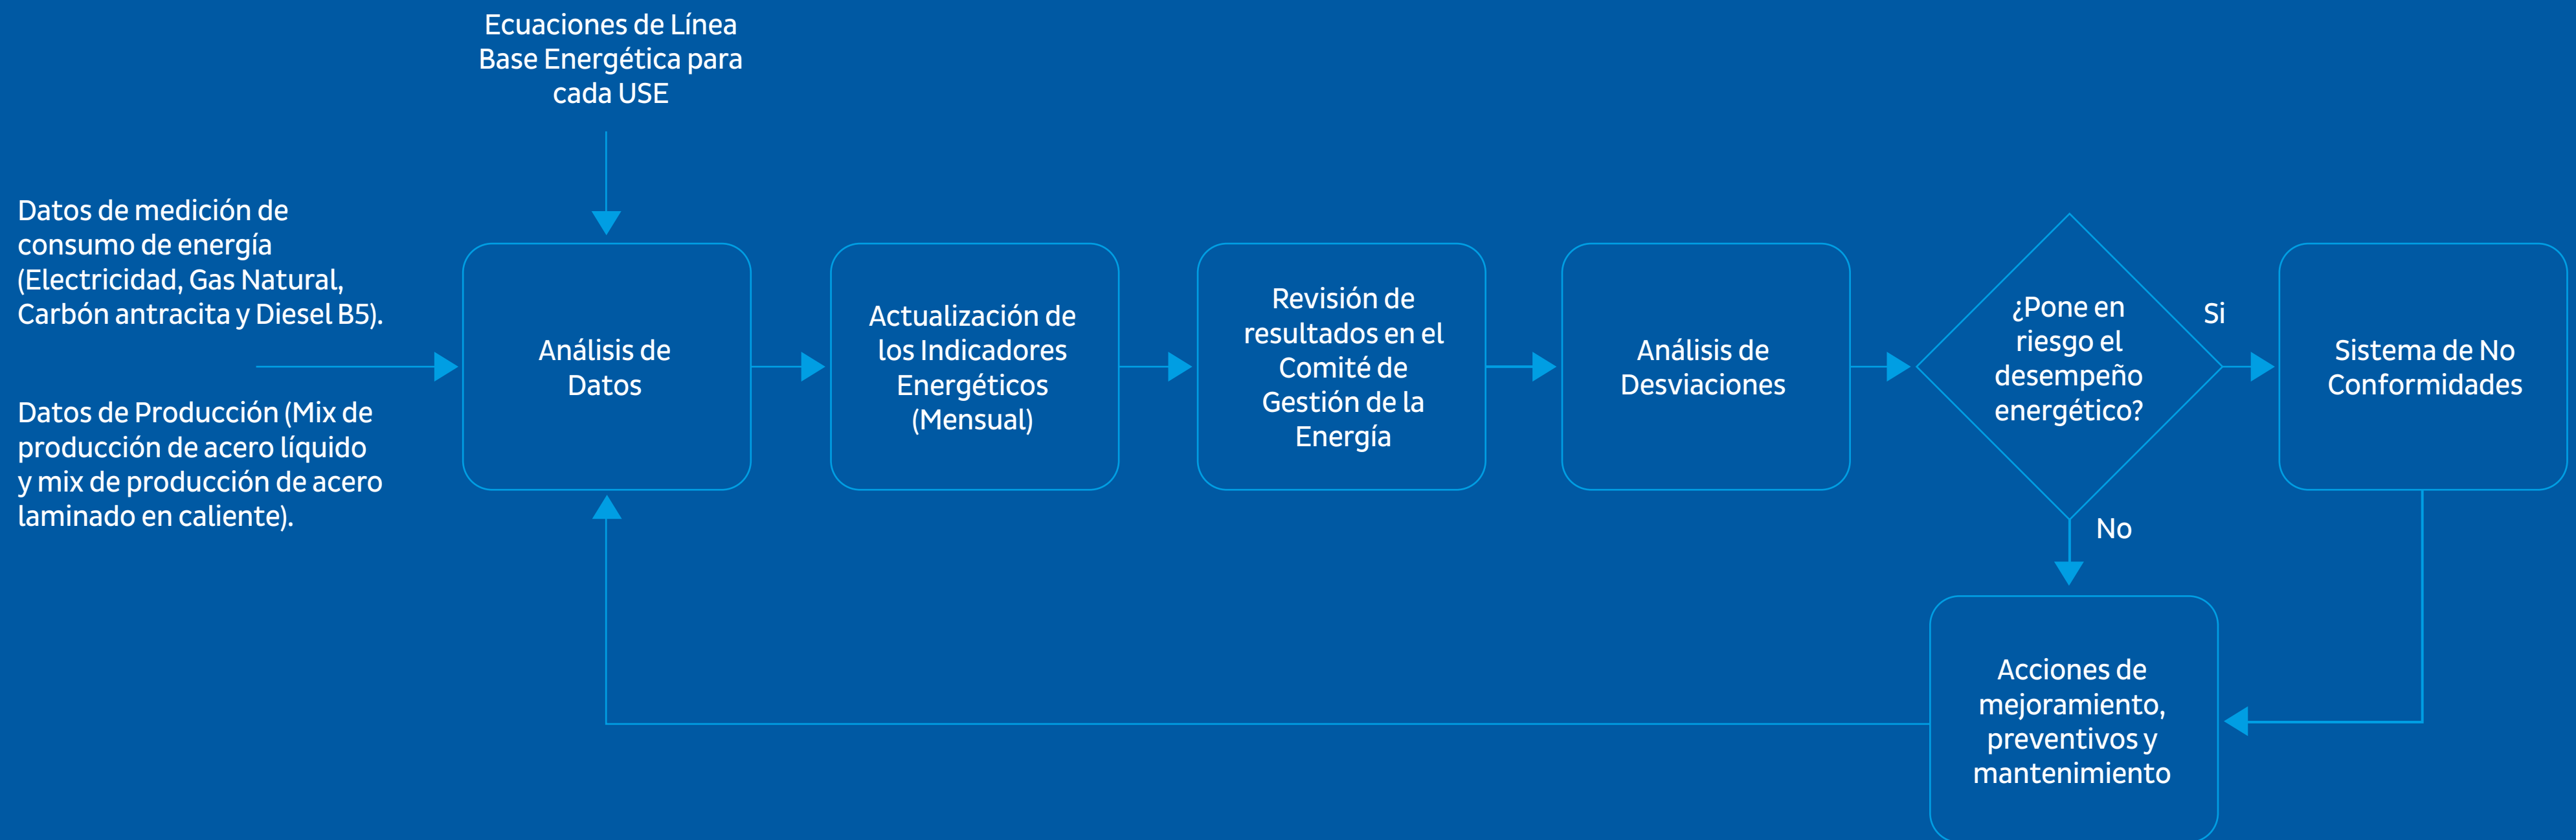 Ecuaciones de Línea
Base Energética para
cada USE
Datos de medición de
consumo de energía
(Electricidad, Gas Natural,
Carbón antracita y Diesel B5).
Datos de Producción (Mix de
producción de acero líquido
y mix de producción de acero
laminado en caliente).
Análisis de
Datos
Actualización de
los Indicadores
Energéticos
(Mensual)
Revisión de
resultados en el
Comité de
Gestión de la
Energía
Análisis de
Desviaciones
¿Pone en
riesgo el
desempeño
energético?
Si
Sistema de No
Conformidades
No
Acciones de
mejoramiento,
preventivos y
mantenimiento